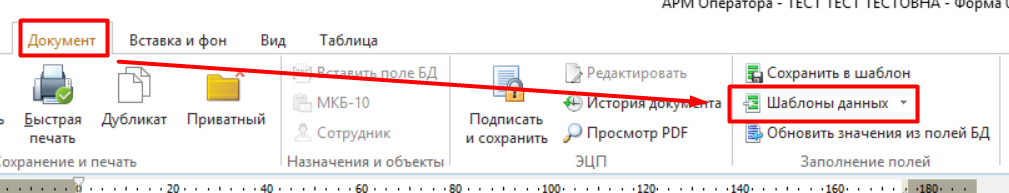 АРМ Оператора - ТЕСТ ТЕСТ ТЕСТОВНА - Форма
Документ Вставка и фон Вид Таблица
Быстрая печать
Дубликат
Приватный
Вставить поле БД
МКБ-10
Сотрудник
Подписать и сохранить
Редактировать
История документа
Просмотр PDF
Сохранить в шаблон
Шаблоны данных
Обновить значения из полей БД
Сохранение и печать Назначения и объекты ЭЦП Заполнение полей
20 40 60 80 100 120 140 160 180